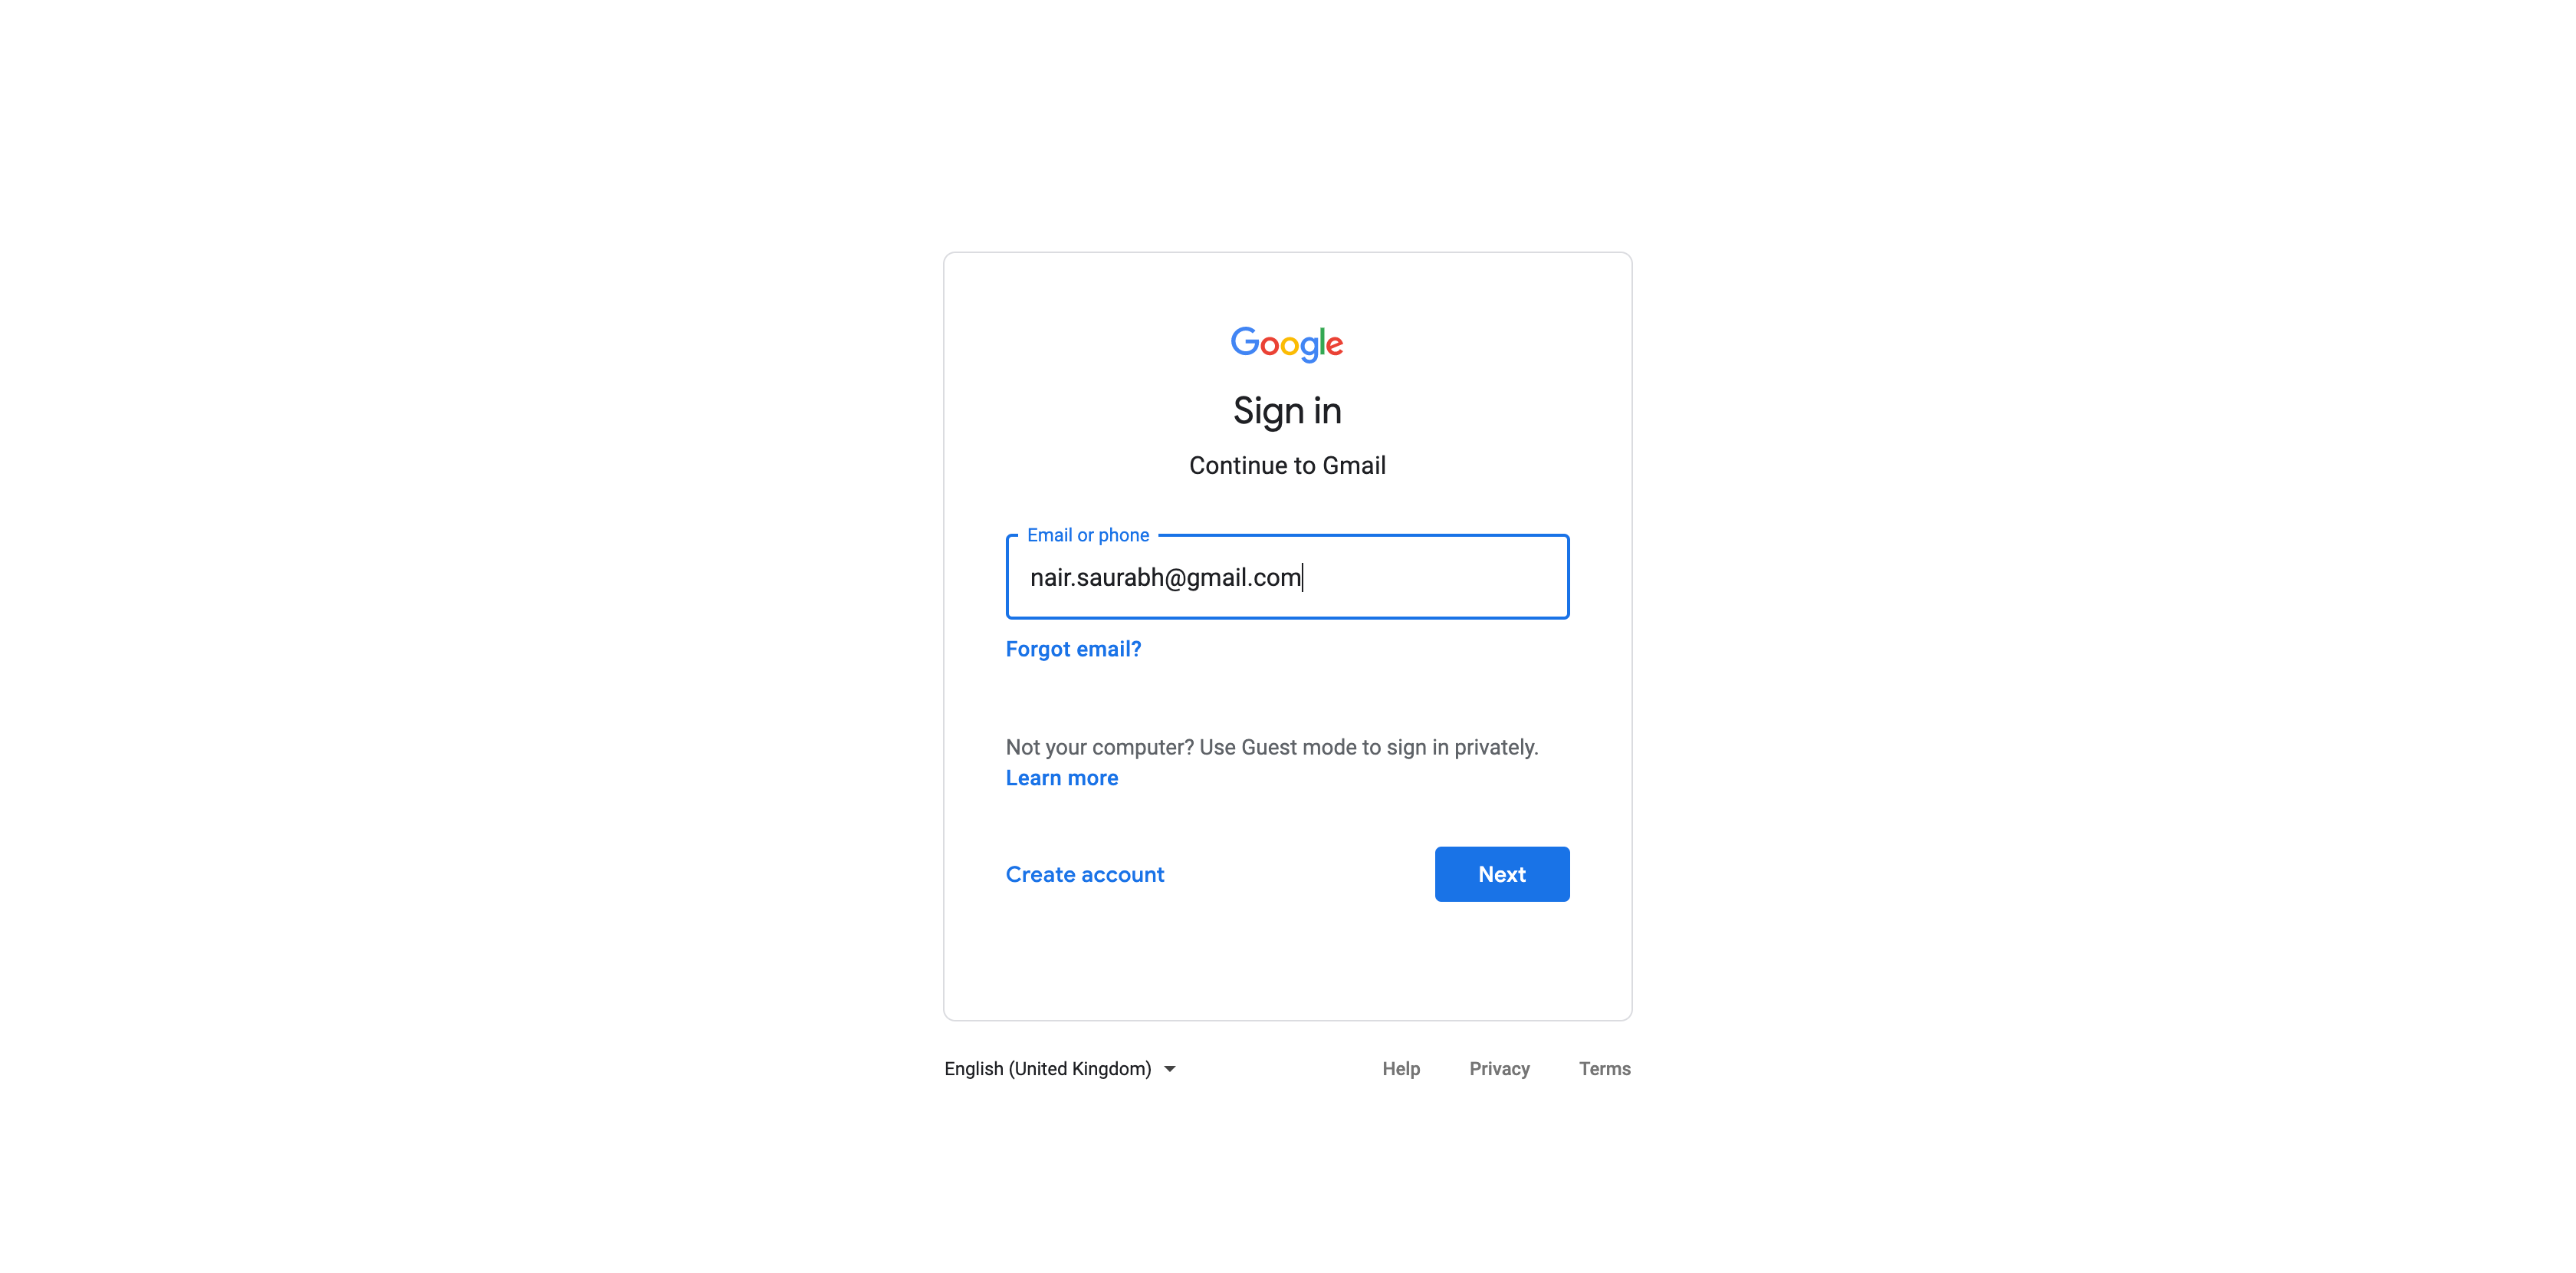 Google
Sign in
Continue to Gmail
Email or phone
nair.saurabh@gmail.com
Forgot email?
Not your computer? Use Guest mode to sign in privately.
Learn more
Create account
Next
English (United Kingdom)
Help Privacy Terms